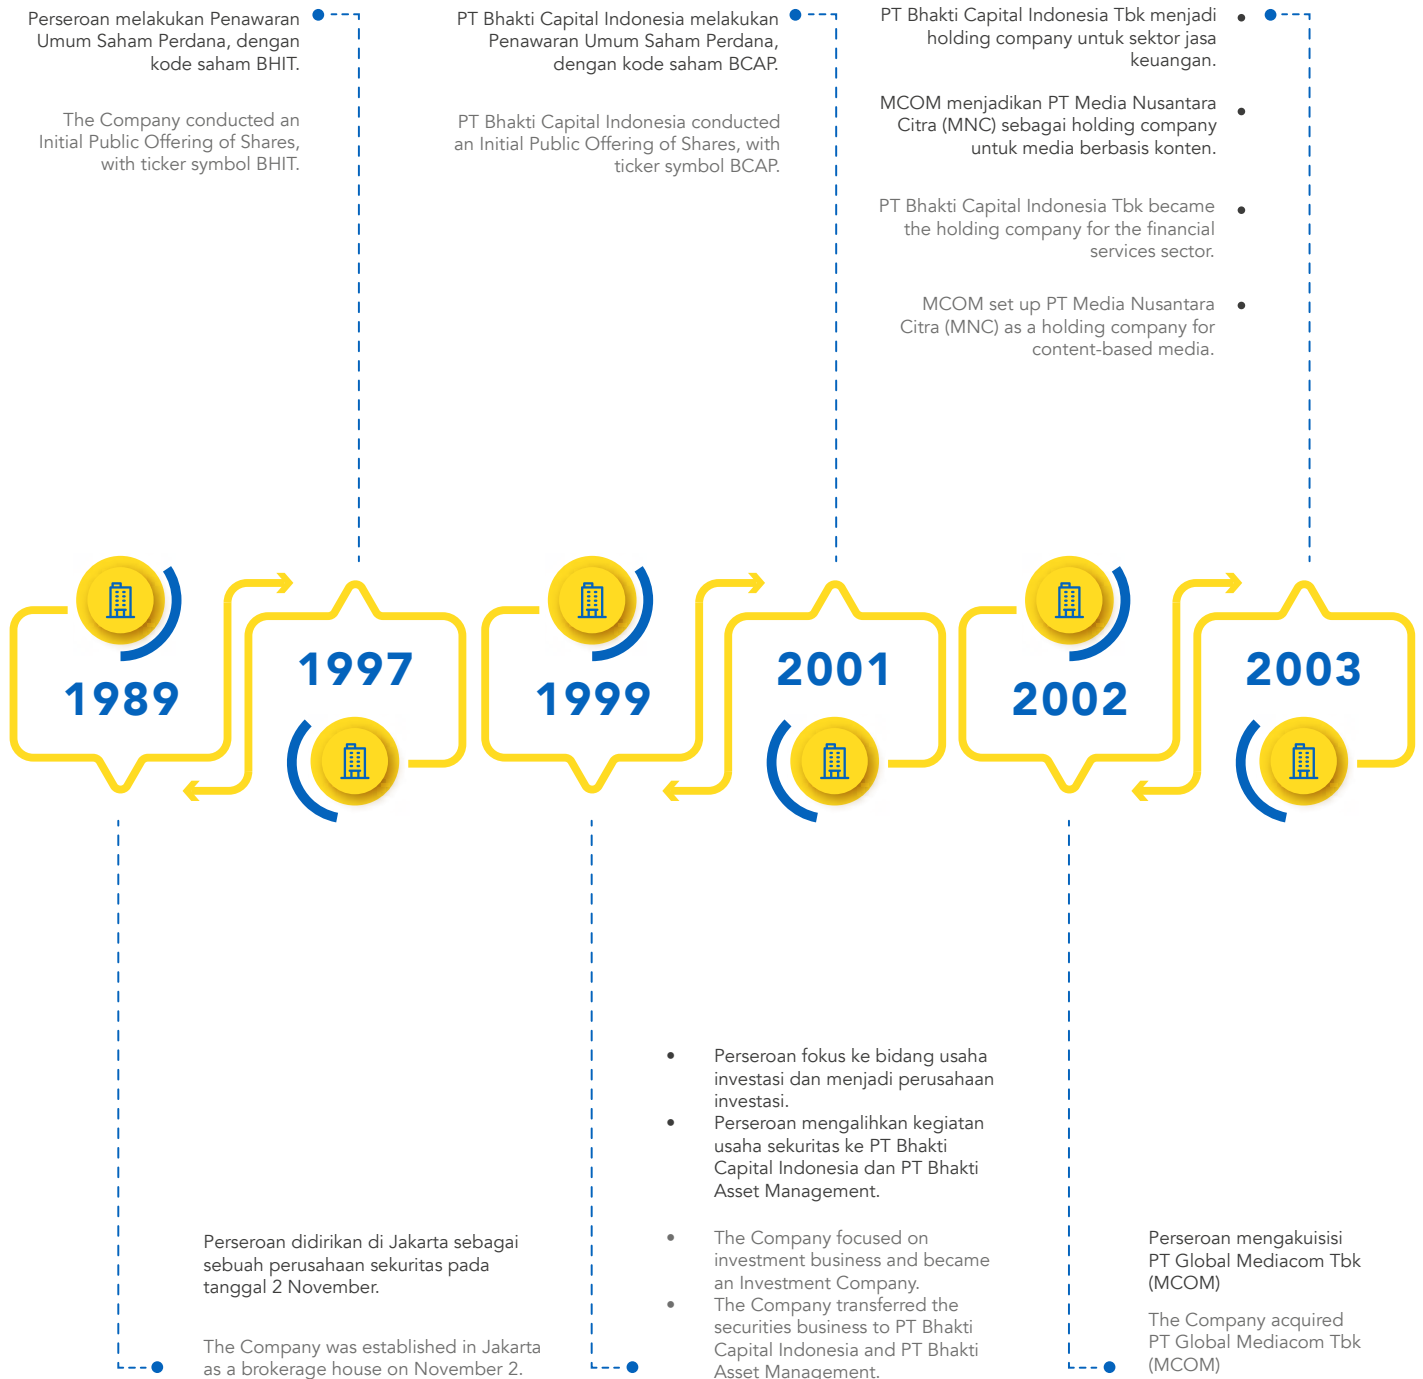 Perseroan melakukan Penawaran
Umum Saham Perdana, dengan
kode saham BHIT.
The Company conducted an
Initial Public Offering of Shares,
with ticker symbol BHIT.
PT Bhakti Capital Indonesia melakukan
Penawaran Umum Saham Perdana,
dengan kode saham BCAP.
PT Bhakti Capital Indonesia conducted
an Initial Public Offering of Shares, with
ticker symbol BCAP.
PT Bhakti Capital Indonesia Tbk menjadi
holding company untuk sektor jasa
keuangan.
MCOM menjadikan PT Media Nusantara
Citra (MNC) sebagai holding company
untuk media berbasis konten.
PT Bhakti Capital Indonesia Tbk became
the holding company for the financial
services sector.
MCOM set up PT Media Nusantara
Citra (MNC) as a holding company for
content-based media.
1989
1997
1999
2001
2002
2003
Perseroan didirikan di Jakarta sebagai
sebuah perusahaan sekuritas pada
tanggal 2 November.
The Company was established in Jakarta
as a brokerage house on November 2.
• Perseroan fokus ke bidang usaha
investasi dan menjadi perusahaan
investasi.
• Perseroan mengalihkan kegiatan
usaha sekuritas ke PT Bhakti
Capital Indonesia dan PT Bhakti
Asset Management.
• The Company focused on
investment business and became
an Investment Company.
• The Company transferred the
securities business to PT Bhakti
Capital Indonesia and PT Bhakti
Asset Management.
Perseroan mengakuisisi
PT Global Mediacom Tbk
(MCOM)
The Company acquired
PT Global Mediacom Tbk
(MCOM)